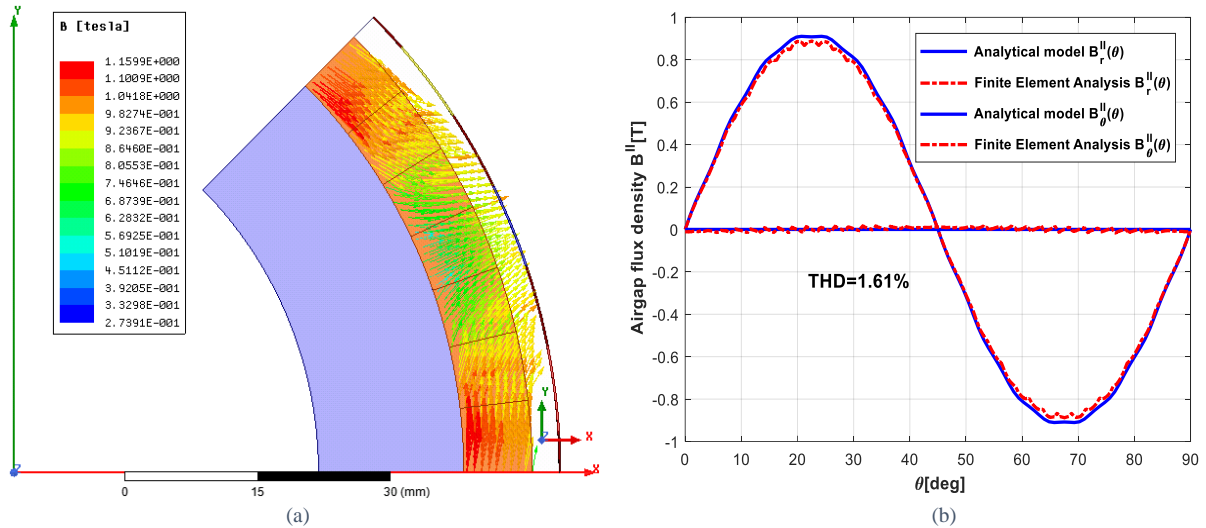 (a)
(b)
B [tesla]
1.1599E+000
1.1009E+000
1.0418E+000
9.8274E-001
9.2367E-001
8.6460E-001
8.0553E-001
7.4646E-001
6.8739E-001
6.2832E-001
5.6925E-001
5.1019E-001
4.5112E-001
3.9205E-001
3.3298E-001
2.7391E-001
Y
Y
X
Z
X
0 15 30 (mm)
(a)
1
0.8
0.6
0.4
0.2
0
-0.2
-0.4
-0.6
-0.8
-1
Airgap flux density B^II[T]
Analytical model B_r^II(θ)
Finite Element Analysis B_r^II(θ)
Analytical model B_θ^II(θ)
Finite Element Analysis B_θ^II(θ)
THD=1.61%
0 10 20 30 40 50 60 70 80 90
θ[deg]
(b)